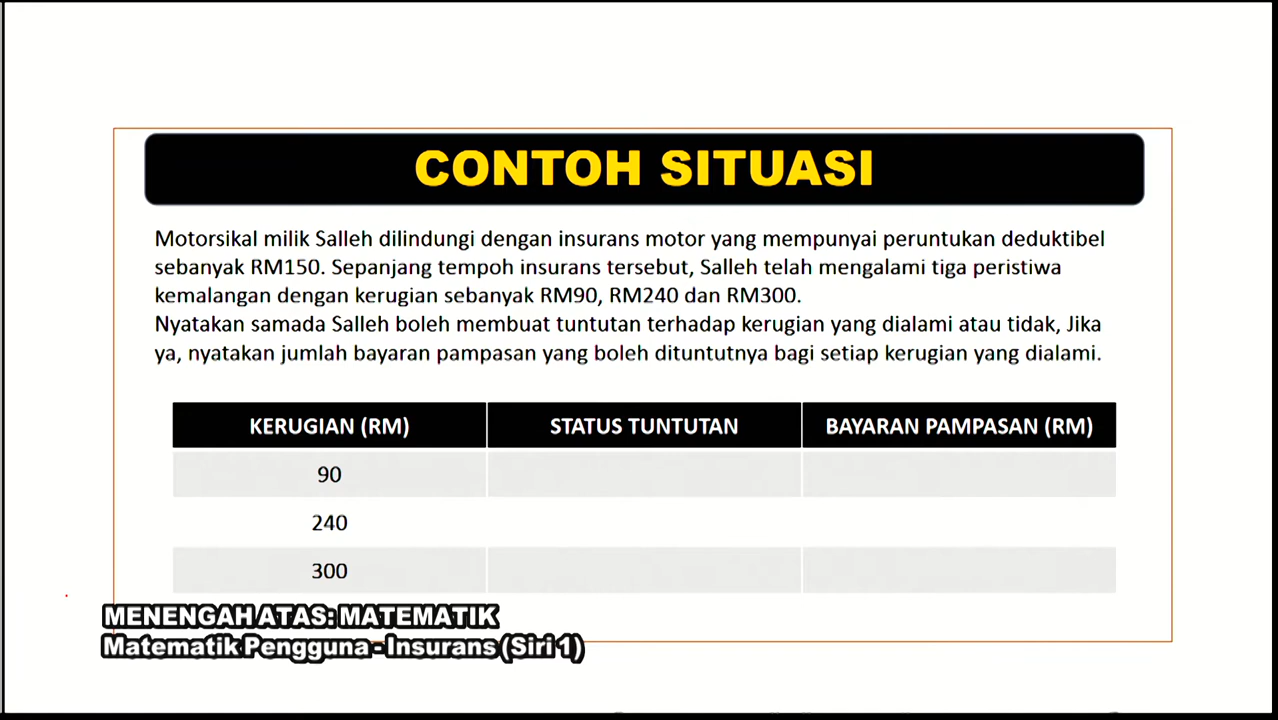 CONTOH SITUASI
Motorsikal milik Salleh dilindungi dengan insurans motor yang mempunyai peruntukan deduktibel
sebanyak RM150. Sepanjang tempoh insurans tersebut, Salleh telah mengalami tiga peristiwa
kemalangan dengan kerugian sebanyak RM90, RM240 dan RM300.
Nyatakan samada Salleh boleh membuat tuntutan terhadap kerugian yang dialami atau tidak, Jika
ya, nyatakan jumlah bayaran pampasan yang boleh dituntutnya bagi setiap kerugian yang dialami.
KERUGIAN (RM) STATUS TUNTUTAN BAYARAN PAMPASAN (RM)
90
240
300
MENENGAH ATAS: MATEMATIK
Matematik Pengguna - Insurans (Siri 1)